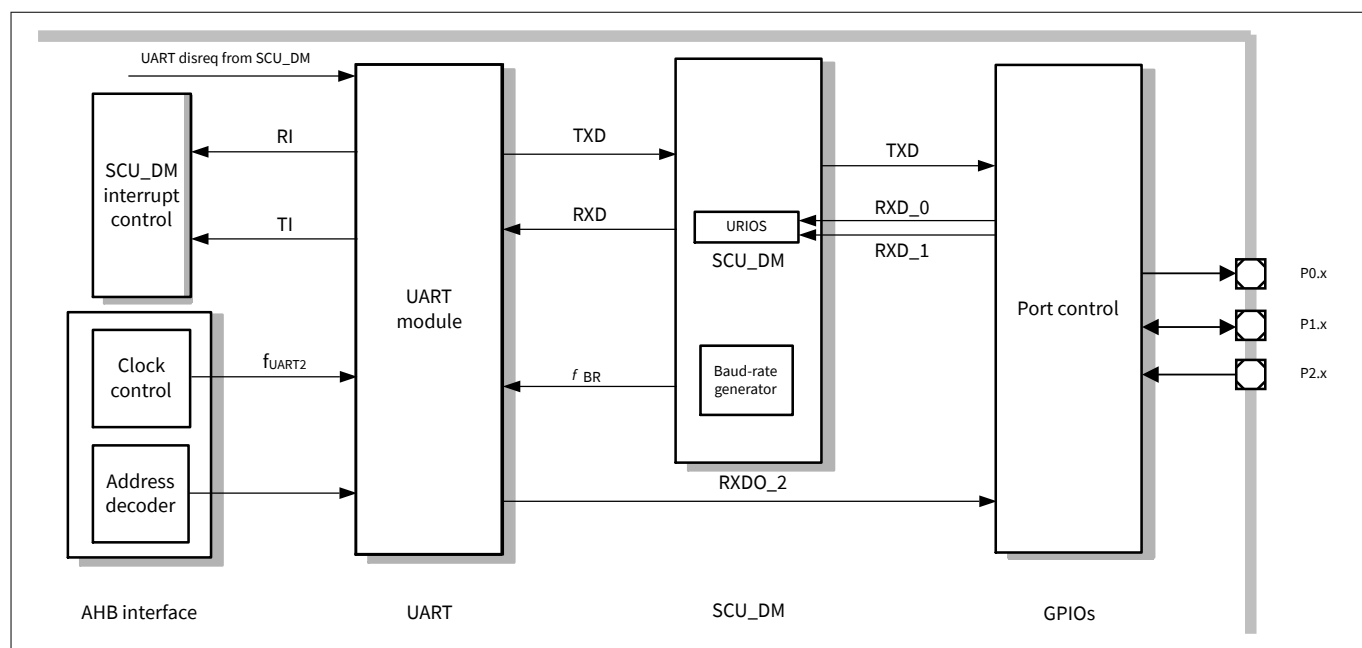 UART disreq from SCU_DM
RI
TI
SCU_DM
interrupt
control
Clock
control
fUART2
Address
decoder
AHB interface
UART
module
UART
TXD
RXD
f BR
RXDO_2
URIOS
SCU_DM
Baud-rate
generator
SCU_DM
TXD
RXD_0
RXD_1
Port control
GPIOs
P0.x
P1.x
P2.x